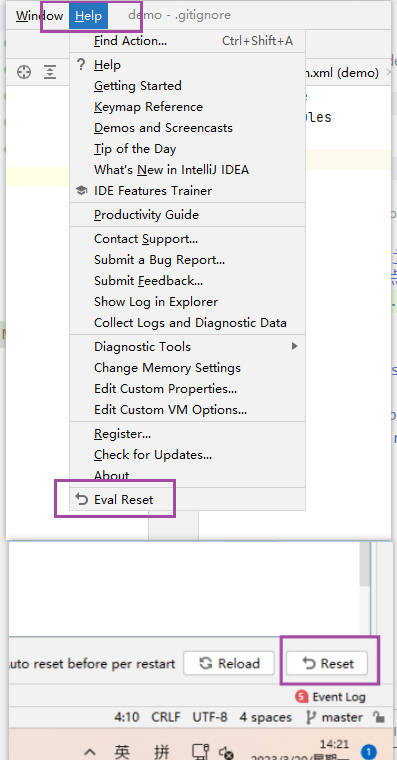 Window Help demo - .gitignore
Find Action... Ctrl+Shift+A
n.xml (demo)
? Help
Getting Started
Keymap Reference
ules
Demos and Screencasts
Tip of the Day
What's New in IntelliJ IDEA
IDE Features Trainer
Productivity Guide
Contact Support...
Submit a Bug Report...
Submit Feedback...
Show Log in Explorer
Collect Logs and Diagnostic Data
Diagnostic Tools
Change Memory Settings
Edit Custom Properties...
Edit Custom VM Options...
Register...
Check for Updates...
About
Eval Reset
uto reset before per restart Reload Reset
5 Event Log
4:10 CRLF UTF-8 4 spaces master
英 拼 14:21 1
2023/3/20/星期一